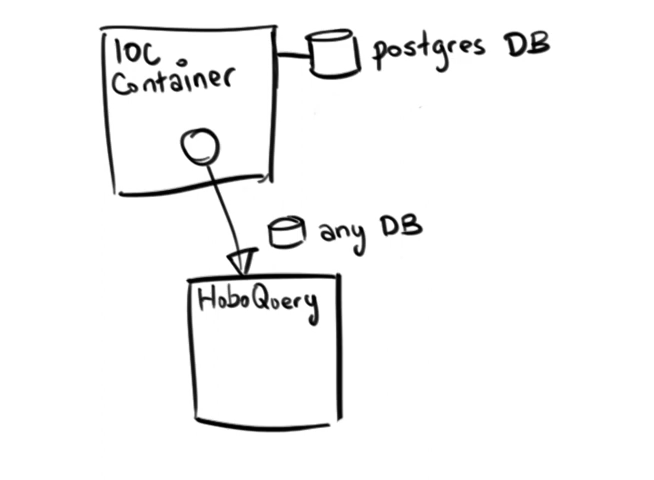 IOC
Container
postgres DB
any DB
HoboQuery